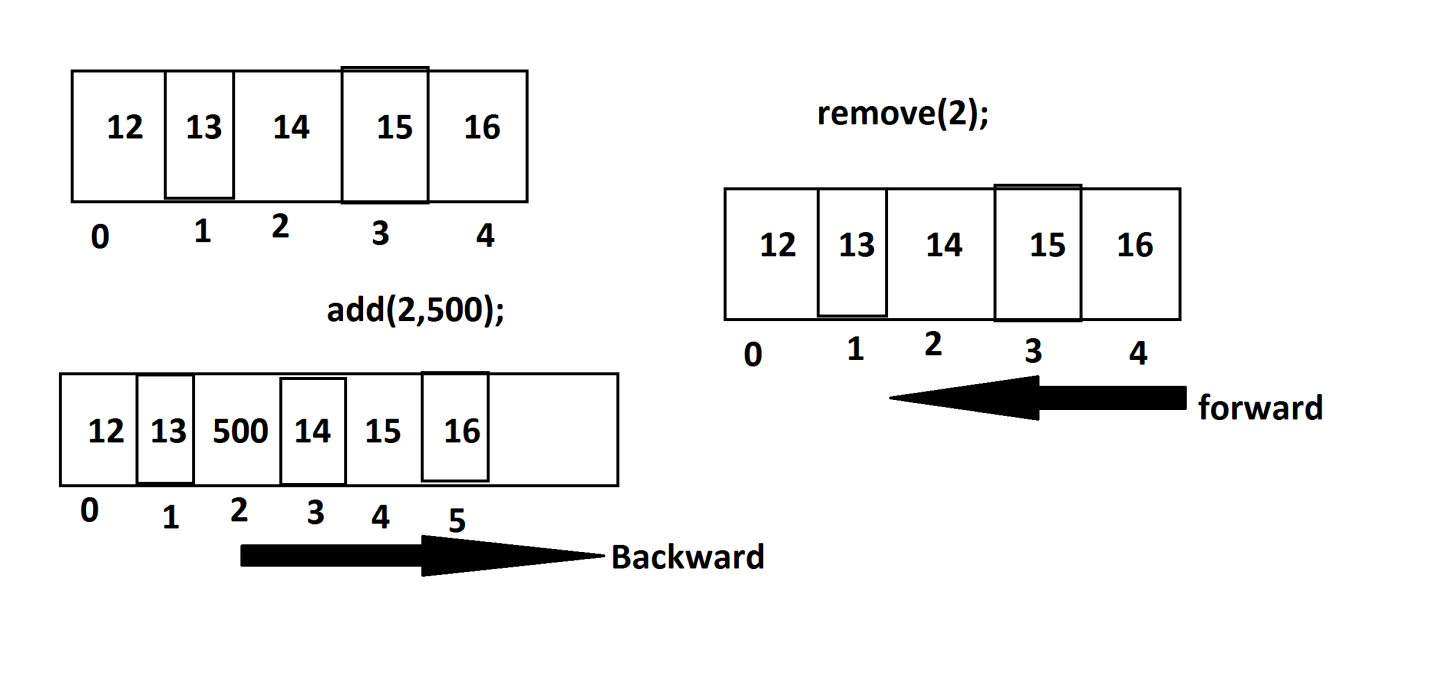 12 13 14 15 16
0 1 2 3 4
add(2,500);
12 13 500 14 15 16
0 1 2 3 4 5
Backward
remove(2);
12 13 14 15 16
0 1 2 3 4
forward